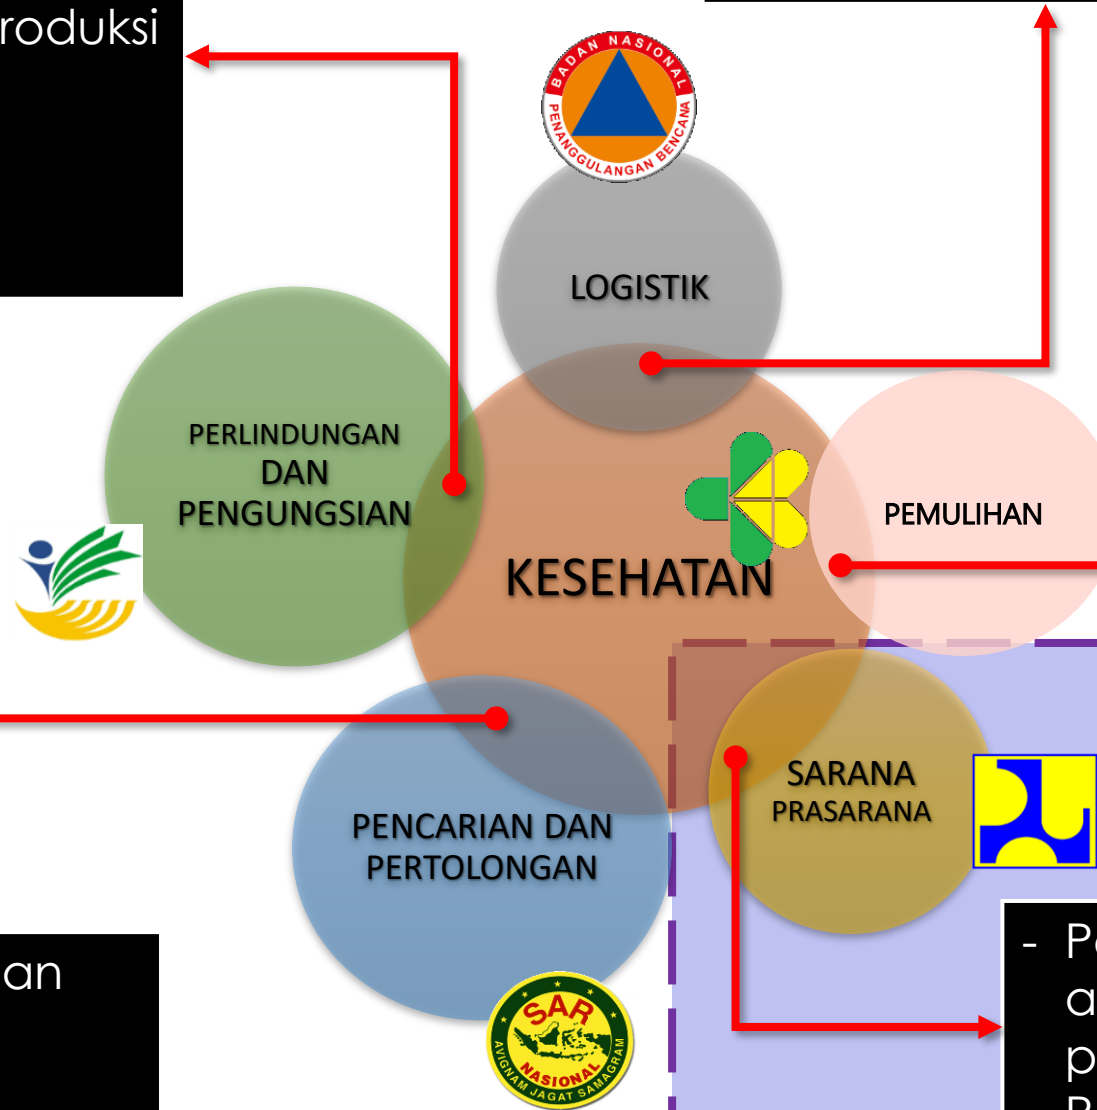 roduksi
BADAN NASIONAL
PENANGGULANGAN BENCANA
LOGISTIK
PERLINDUNGAN
DAN
PENGUNGSIAN
PEMULIHAN
KESEHATAN
SARANA
PRASARANA
PENCARIAN DAN
PERTOLONGAN
an
SAR
NASIONAL
AVIGNAM JAGAT SAMAGRAM
-
a
p